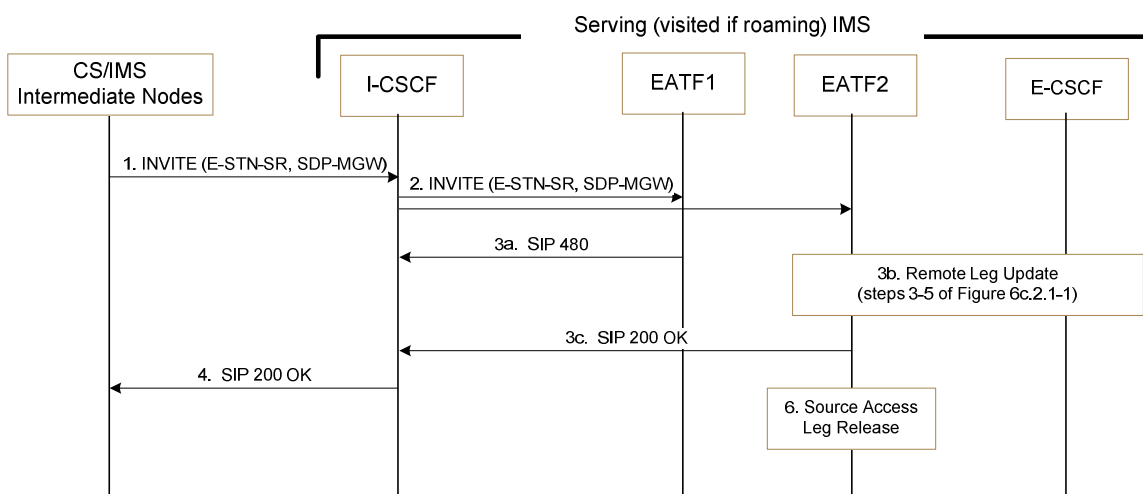 Serving (visited if roaming) IMS
CS/IMS
Intermediate Nodes
I-CSCF
EATF1
EATF2
E-CSCF
1. INVITE (E-STN-SR, SDP-MGW)
2. INVITE (E-STN-SR, SDP-MGW)
3a. SIP 480
3b. Remote Leg Update
(steps 3-5 of Figure 6c.2.1-1)
3c. SIP 200 OK
4. SIP 200 OK
6. Source Access
Leg Release